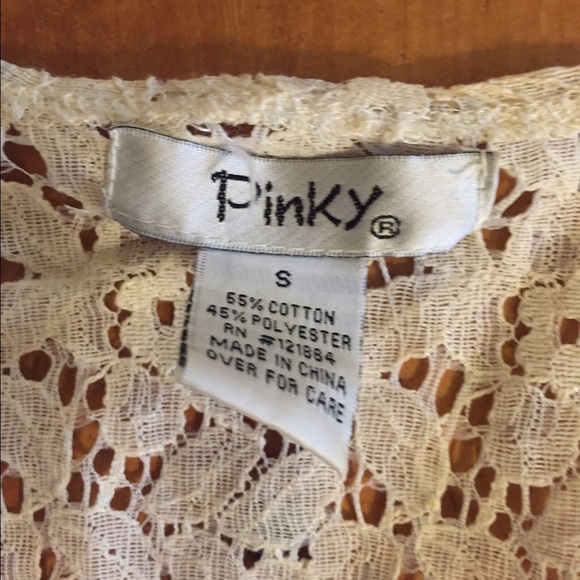 Pinky®
S
55% COTTON
45% POLYESTER
RN #121884
MADE IN CHINA
OVER FOR CARE